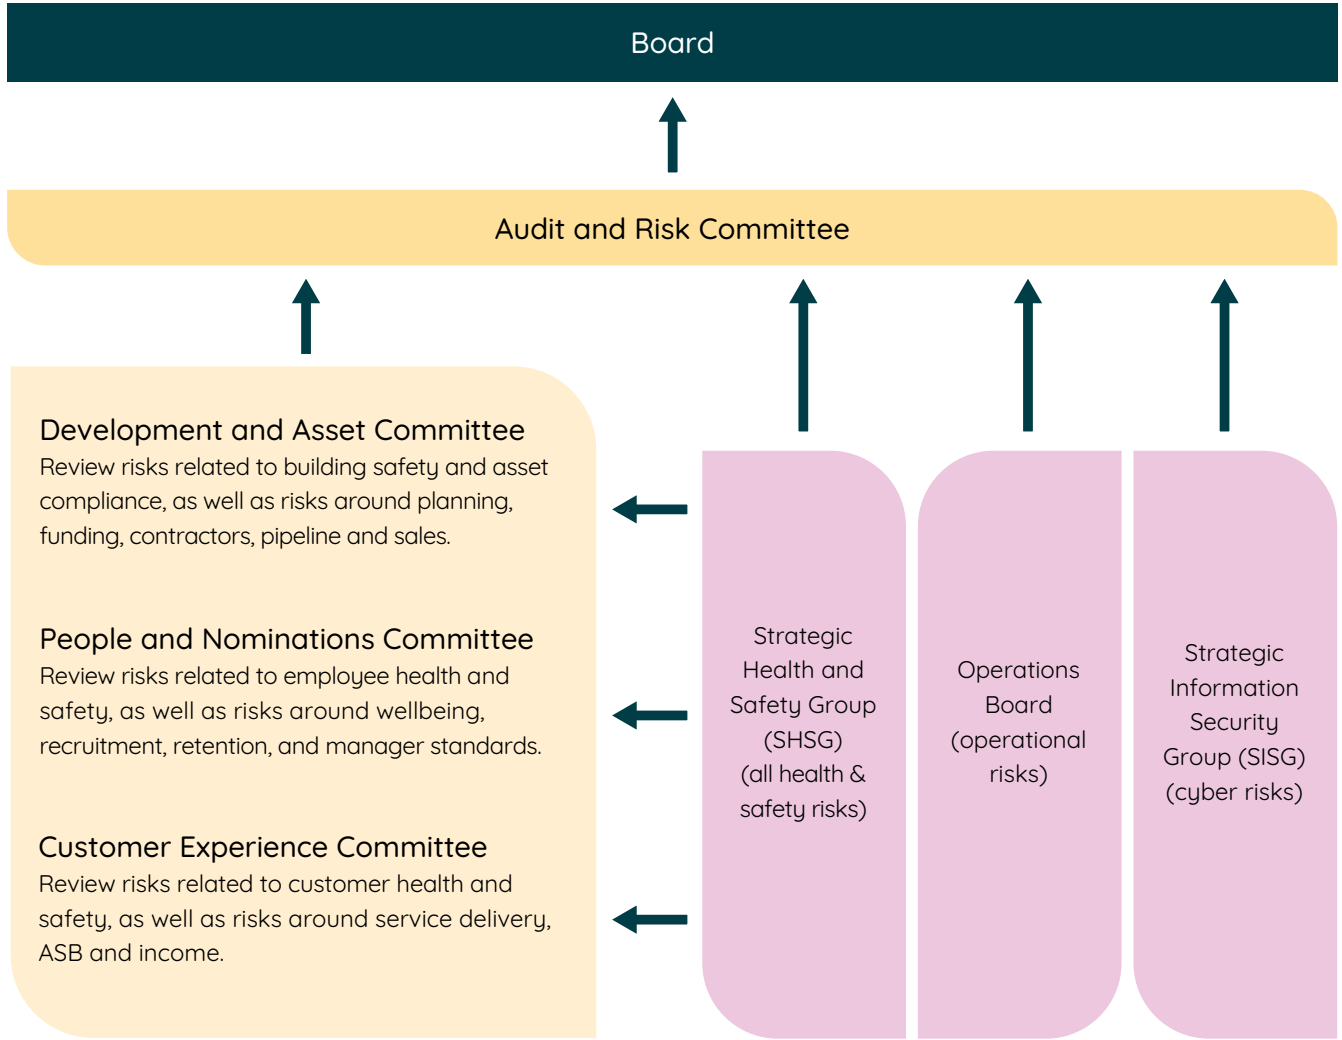 Board
Audit and Risk Committee
Development and Asset Committee
Review risks related to building safety and asset
compliance, as well as risks around planning,
funding, contractors, pipeline and sales.
People and Nominations Committee
Review risks related to employee health and
safety, as well as risks around wellbeing,
recruitment, retention, and manager standards.
Customer Experience Committee
Review risks related to customer health and
safety, as well as risks around service delivery,
ASB and income.
Strategic
Health and
Safety Group
(SHSG)
(all health &
safety risks)
Operations
Board
(operational
risks)
Strategic
Information
Security
Group (SISG)
(cyber risks)